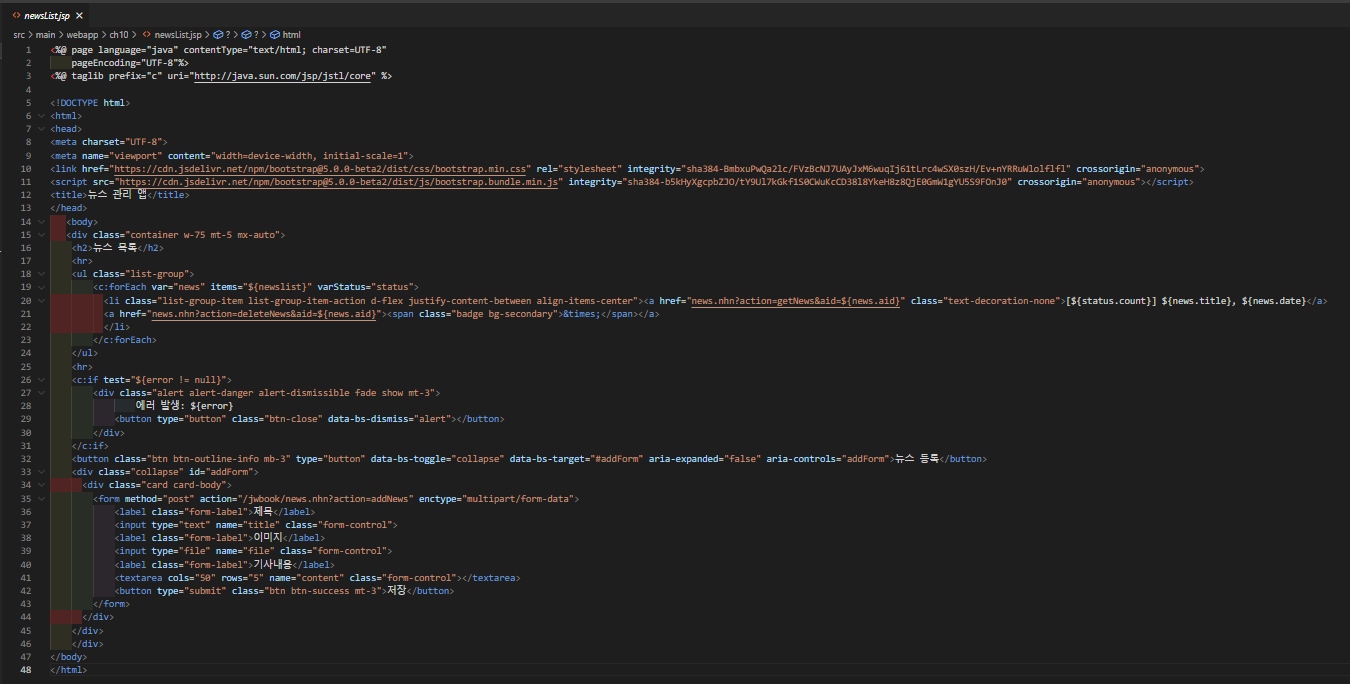 newsList.jsp
src > main > webapp > ch10 > newsList.jsp > ? > ? > html
1 <%@ page language="java" contentType="text/html; charset=UTF-8"
2 pageEncoding="UTF-8"%>
3 <%@ taglib prefix="c" uri="http://java.sun.com/jsp/jstl/core" %>
4
5 <!DOCTYPE html>
6 <html>
7 <head>
8 <meta charset="UTF-8">
9 <meta name="viewport" content="width=device-width, initial-scale=1">
10 <link href="https://cdn.jsdelivr.net/npm/bootstrap@5.0.0-beta2/dist/css/bootstrap.min.css" rel="stylesheet" integrity="sha384-BmbxuPwQa2lc/FVzBcNJ7UAyJxM6wuqIj61tLrc4wSX0szH/Ev+nYRRuWlolflfl" crossorigin="anonymous">
11 <script src="https://cdn.jsdelivr.net/npm/bootstrap@5.0.0-beta2/dist/js/bootstrap.bundle.min.js" integrity="sha384-b5kHyXgcpbZJO/tY9Ul7kGkf1S0CWuKcCD38l8YkeH8z8QjE0GmW1gYU5S9FOnJ0" crossorigin="anonymous"></script>
12 <title>뉴스 관리 앱</title>
13 </head>
14 <body>
15 <div class="container w-75 mt-5 mx-auto">
16 <h2>뉴스 목록</h2>
17 <hr>
18 <ul class="list-group">
19 <c:forEach var="news" items="${newslist}" varStatus="status">
20 <li class="list-group-item list-group-item-action d-flex justify-content-between align-items-center"><a href="news.nhn?action=getNews&aid=${news.aid}" class="text-decoration-none">[${status.count}] ${news.title}, ${news.date}</a>
21 <a href="news.nhn?action=deleteNews&aid=${news.aid}"><span class="badge bg-secondary">&times;</span></a>
22 </li>
23 </c:forEach>
24 </ul>
25 <hr>
26 <c:if test="${error != null}">
27 <div class="alert alert-danger alert-dismissible fade show mt-3">
28 에러 발생: ${error}
29 <button type="button" class="btn-close" data-bs-dismiss="alert"></button>
30 </div>
31 </c:if>
32 <button class="btn btn-outline-info mb-3" type="button" data-bs-toggle="collapse" data-bs-target="#addForm" aria-expanded="false" aria-controls="addForm">뉴스 등록</button>
33 <div class="collapse" id="addForm">
34 <div class="card card-body">
35 <form method="post" action="/jwbook/news.nhn?action=addNews" enctype="multipart/form-data">
36 <label class="form-label">제목</label>
37 <input type="text" name="title" class="form-control">
38 <label class="form-label">이미지</label>
39 <input type="file" name="file" class="form-control">
40 <label class="form-label">기사내용</label>
41 <textarea cols="50" rows="5" name="content" class="form-control"></textarea>
42 <button type="submit" class="btn btn-success mt-3">저장</button>
43 </form>
44 </div>
45 </div>
46 </div>
47 </body>
48 </html>